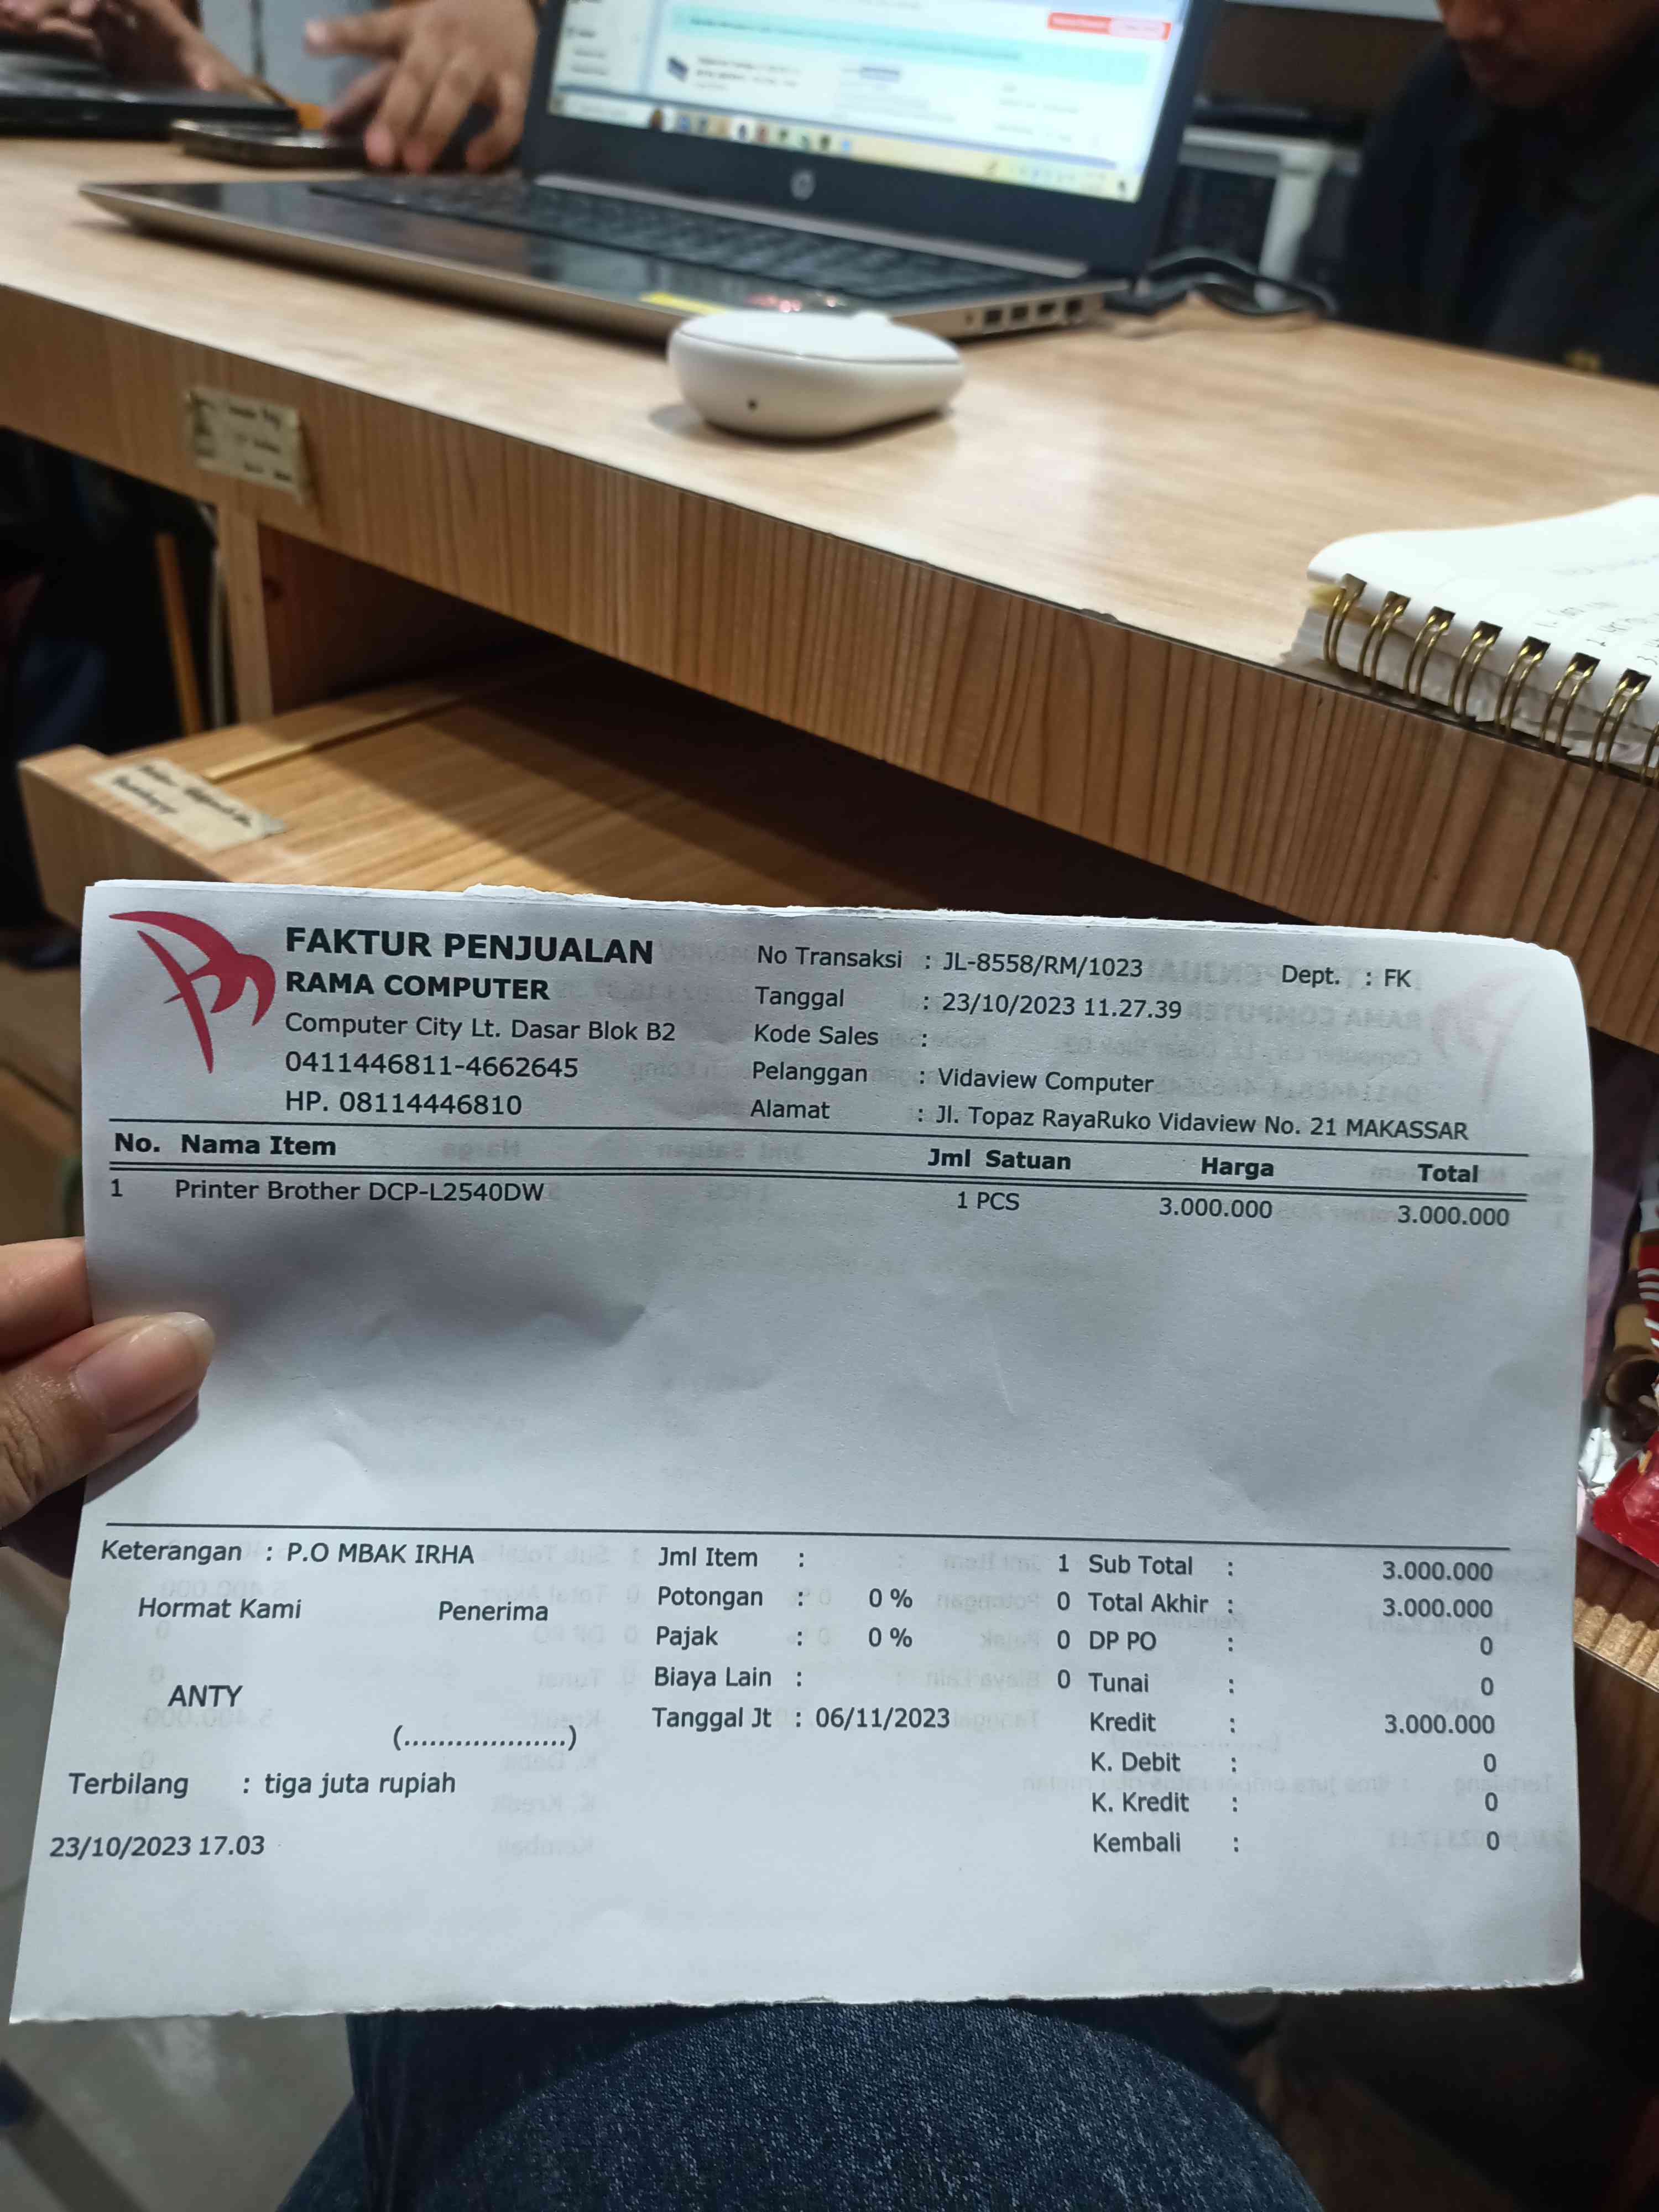 FAKTUR PENJUALAN
RAMA COMPUTER
Computer City Lt. Dasar Blok B2
0411446811-4662645
HP. 08114446810
No Transaksi : JL-8558/RM/1023
Dept. : FK
Tanggal : 23/10/2023 11.27.39
Kode Sales :
Pelanggan : Vidaview Computer
Alamat : Jl. Topaz RayaRuko Vidaview No. 21 MAKASSAR
No. Nama Item Jml Satuan Harga Total
1 Printer Brother DCP-L2540DW 1 PCS 3.000.000 3.000.000
Keterangan : P.O MBAK IRHA
Hormat Kami Penerima
ANTY
(...................)
Terbilang : tiga juta rupiah
23/10/2023 17.03
Jml Item : 1
Potongan : 0 % 0
Pajak : 0 % 0
Biaya Lain : 0
Tanggal Jt : 06/11/2023
Sub Total : 3.000.000
Total Akhir : 3.000.000
DP PO : 0
Tunai : 0
Kredit : 3.000.000
K. Debit : 0
K. Kredit : 0
Kembali : 0